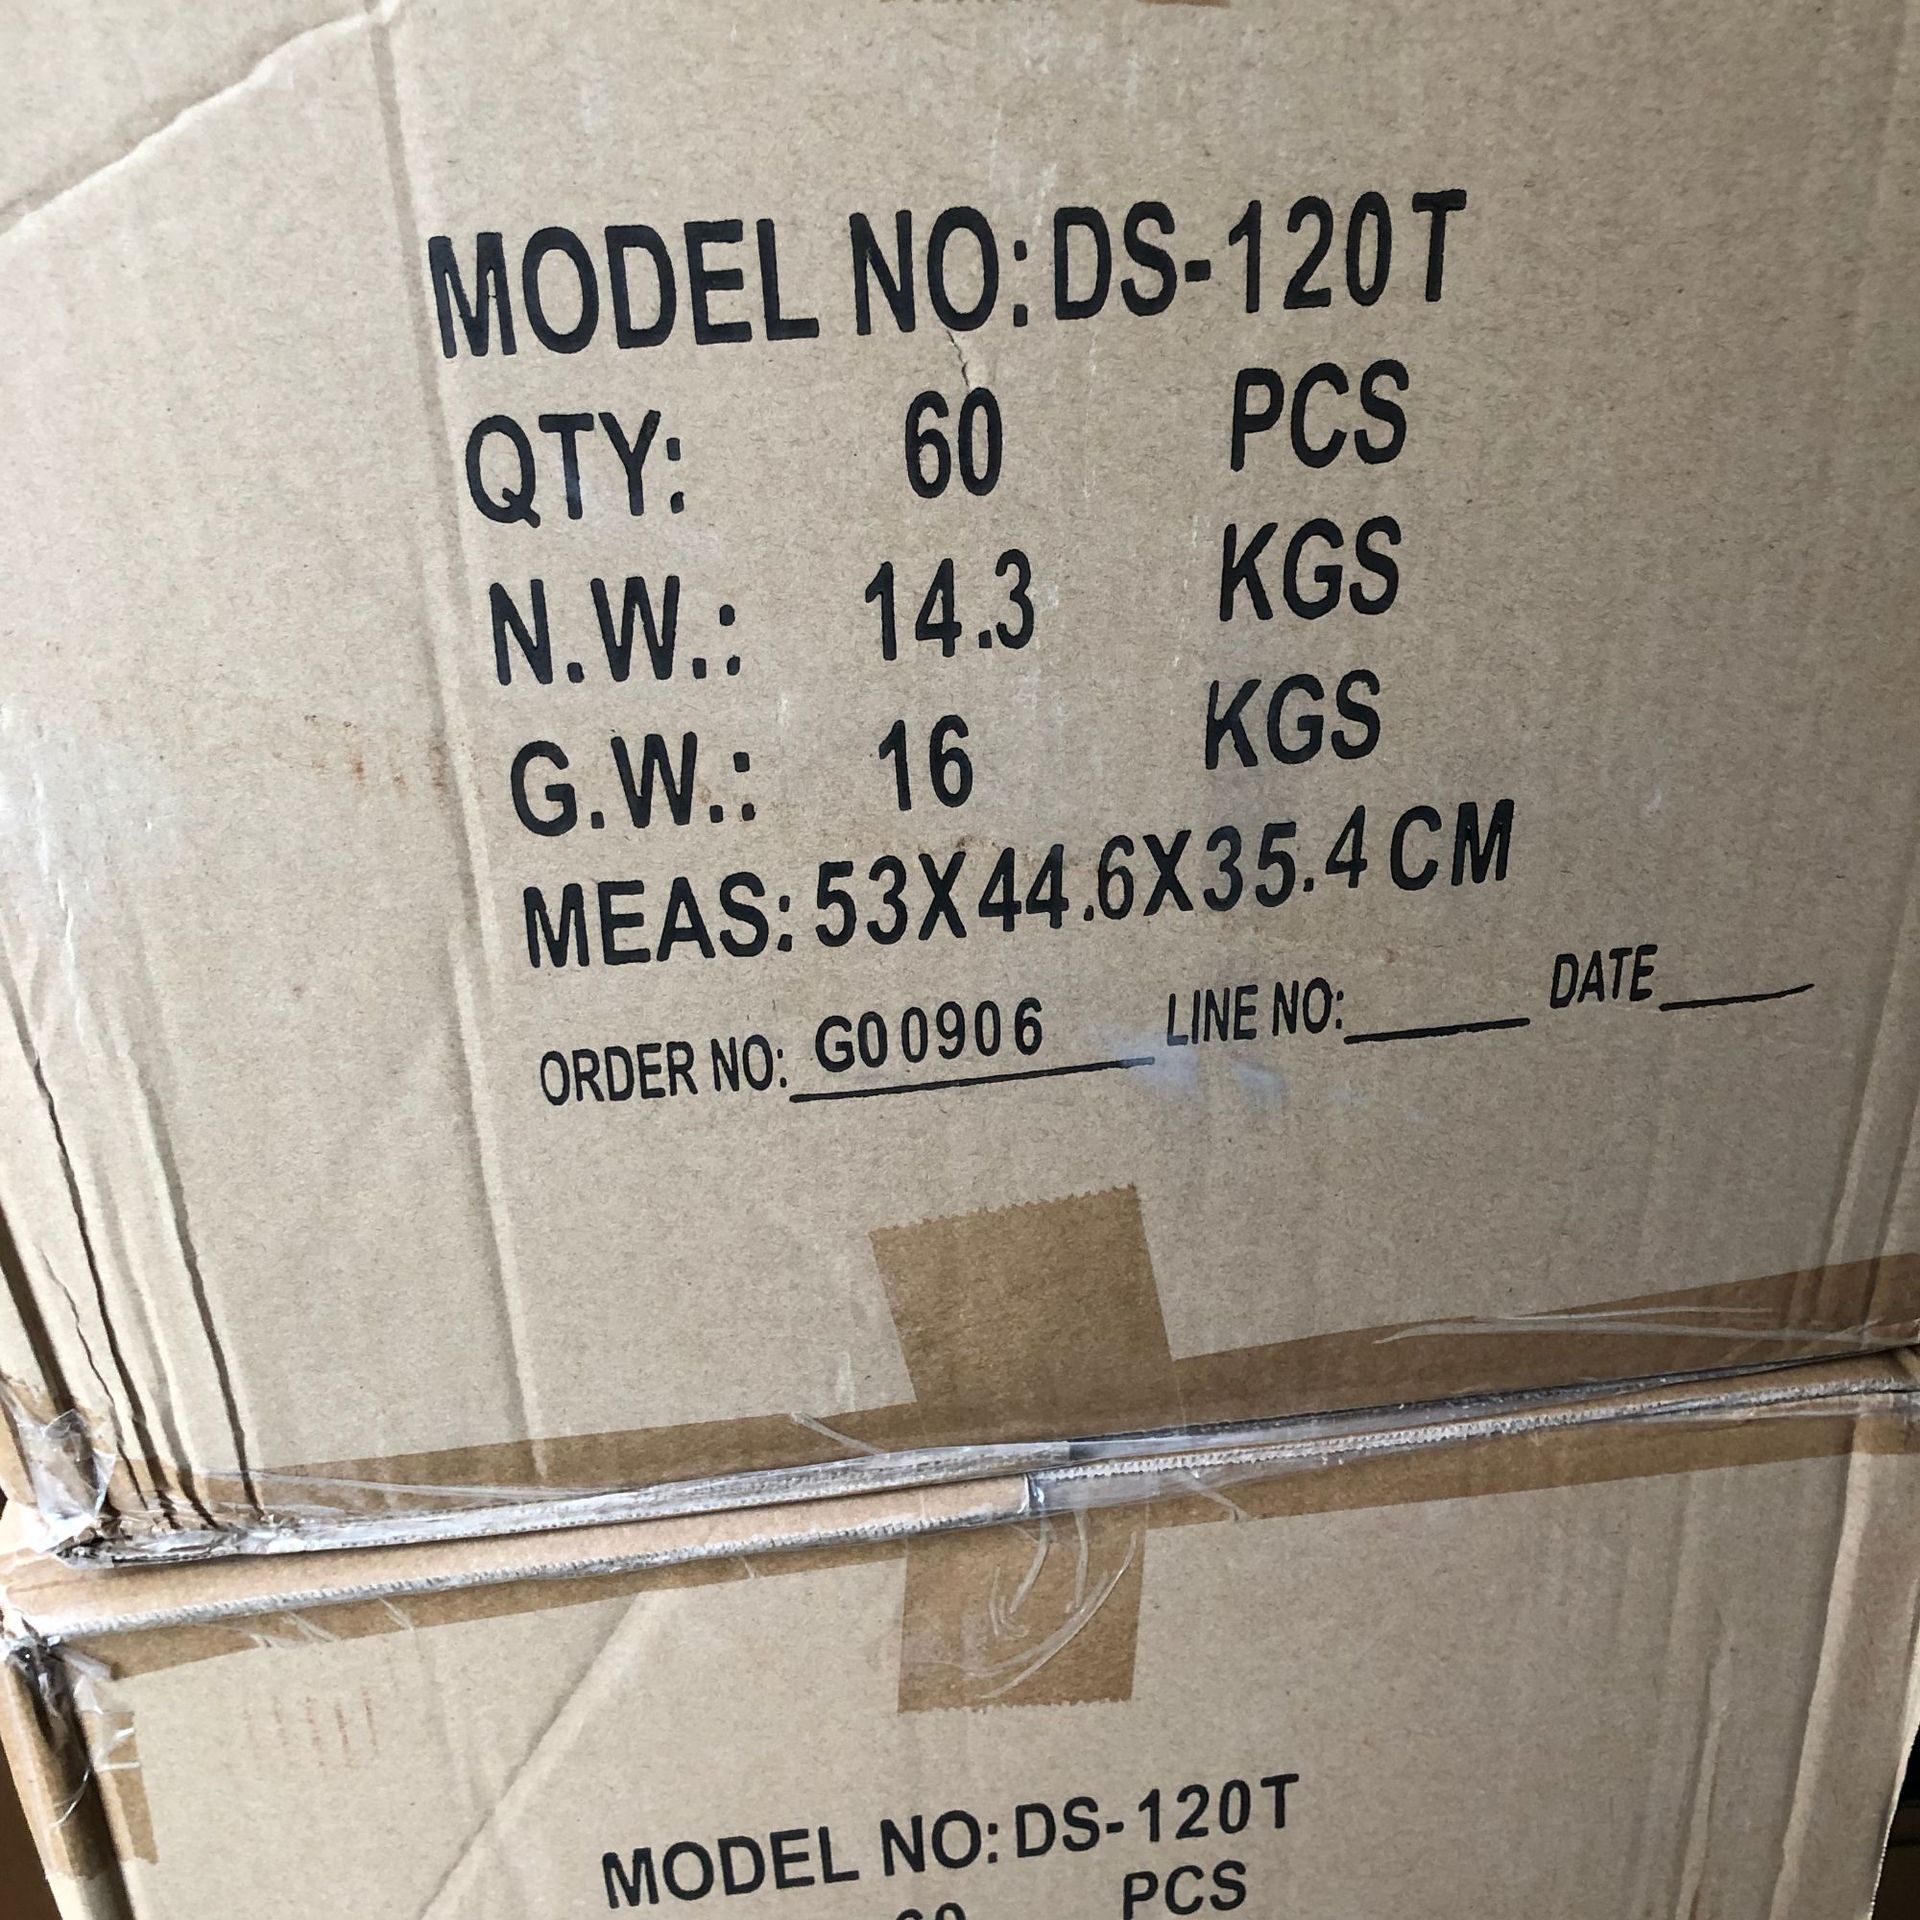 MODEL NO: DS-120T
QTY: 60 PCS
N.W.: 14.3 KGS
G.W.: 16 KGS
MEAS: 53X44.6X35.4CM
ORDER NO: G00906 LINE NO: DATE
MODEL NO: DS-120T
60 PCS